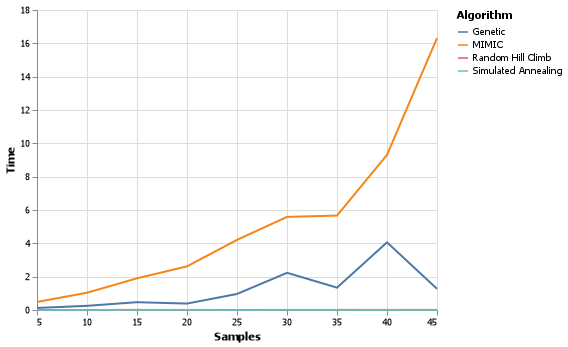 18
16
14
12
10
8
6
4
2
0
Time
5 10 15 20 25 30 35 40 45
Samples
Algorithm
Genetic
MIMIC
Random Hill Climb
Simulated Annealing